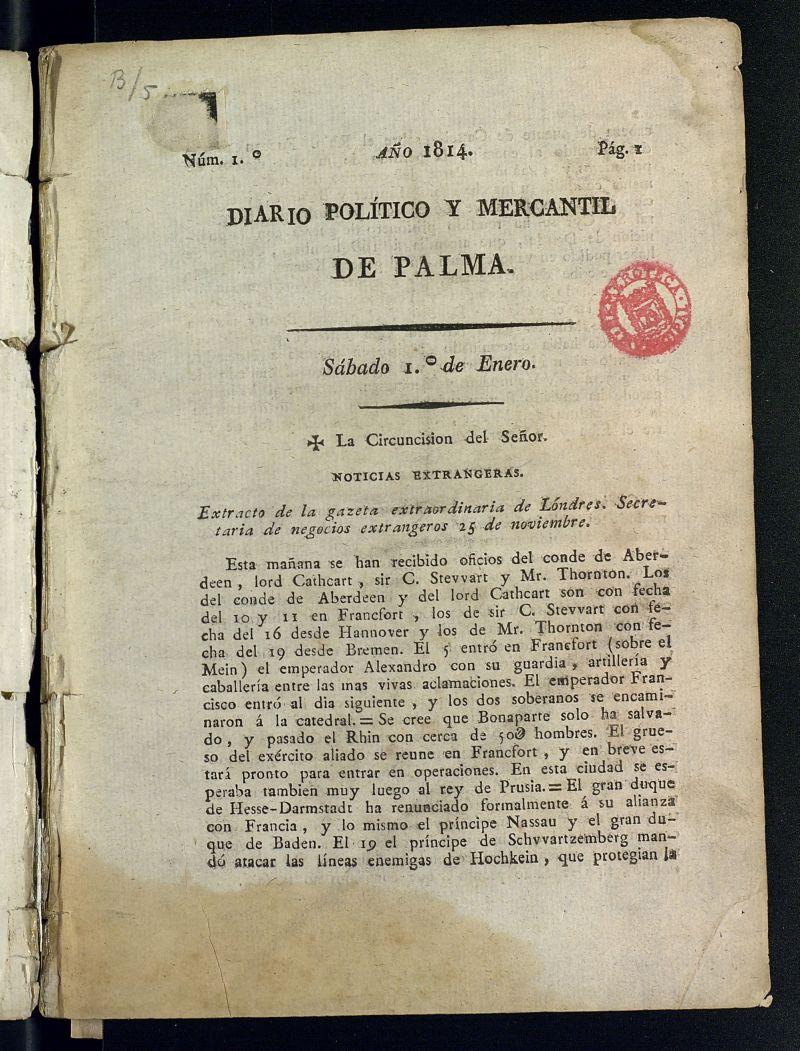 B/5
Núm. 1.º AÑO 1814. Pág. 1
DIARIO POLÍTICO Y MERCANTIL
DE PALMA.
Sábado 1.º de Enero.
✠ La Circuncision del Señor.
NOTICIAS EXTRANGERAS.
Extracto de la gazeta extraordinaria de Lóndres. Secre-
taria de negocios extrangeros 25 de noviembre.
Esta mañana se han recibido oficios del conde de Aber-
deen, lord Cathcart, sir C. Stevvart y Mr. Thornton. Los
del conde de Aberdeen y del lord Cathcart son con fecha
del 10 y 11 en Francfort, los de sir C. Stevvart con fe-
cha del 16 desde Hannover y los de Mr. Thornton con fe-
cha del 19 desde Bremen. El 5 entró en Francfort (sobre el
Mein) el emperador Alexandro con su guardia, artillería y
caballería entre las mas vivas aclamaciones. El emperador Fran-
cisco entró al dia siguiente, y los dos soberanos se encami-
naron á la catedral.= Se cree que Bonaparte solo ha salva-
do, y pasado el Rhin con cerca de 50Ø hombres. El grue-
so del exército aliado se reune en Francfort, y en breve es-
tará pronto para entrar en operaciones. En esta ciudad se es-
peraba tambien muy luego al rey de Prusia.= El gran duque
de Hesse-Darmstadt ha renunciado formalmente á su alianza
con Francia, y lo mismo el príncipe Nassau y el gran du-
que de Baden. El 19 el príncipe de Schvvartzemberg man-
dó atacar las líneas enemigas de Hochkein, que protegian la